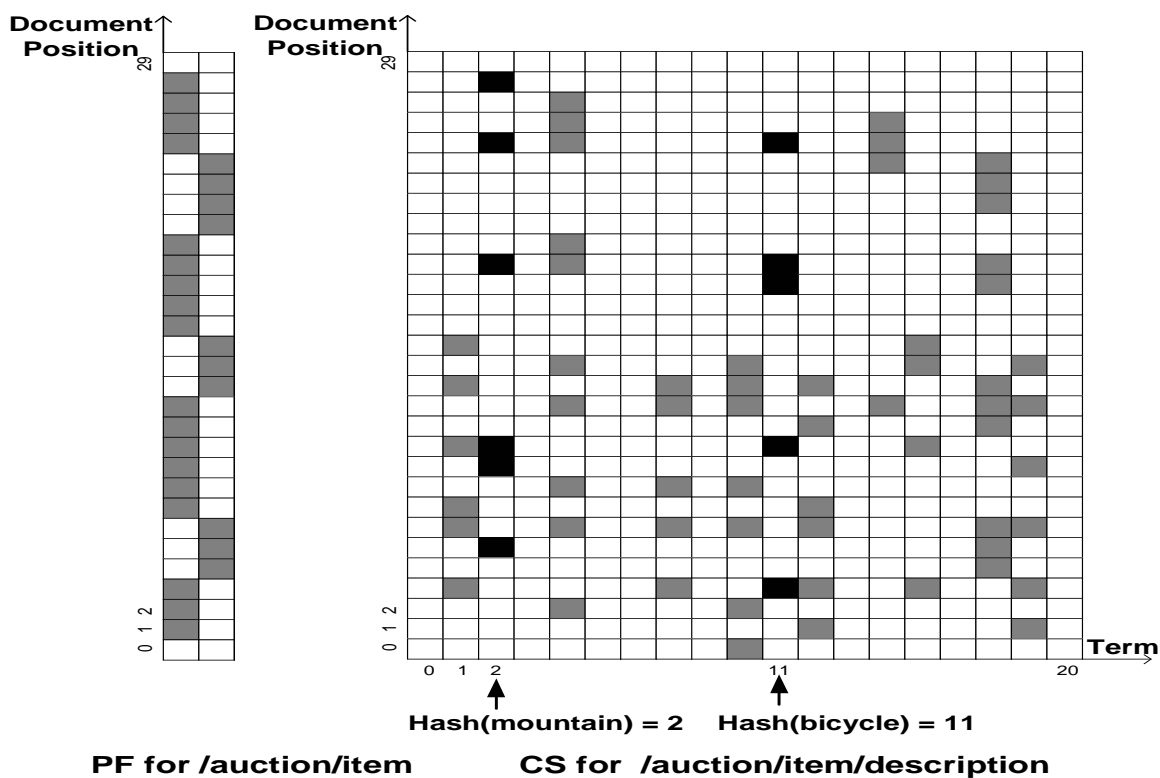 Document
Position
29
2
1
0
Document
Position
29
2
1
0
Term
0 1 2 11 20
Hash(mountain) = 2 Hash(bicycle) = 11
PF for /auction/item CS for /auction/item/description